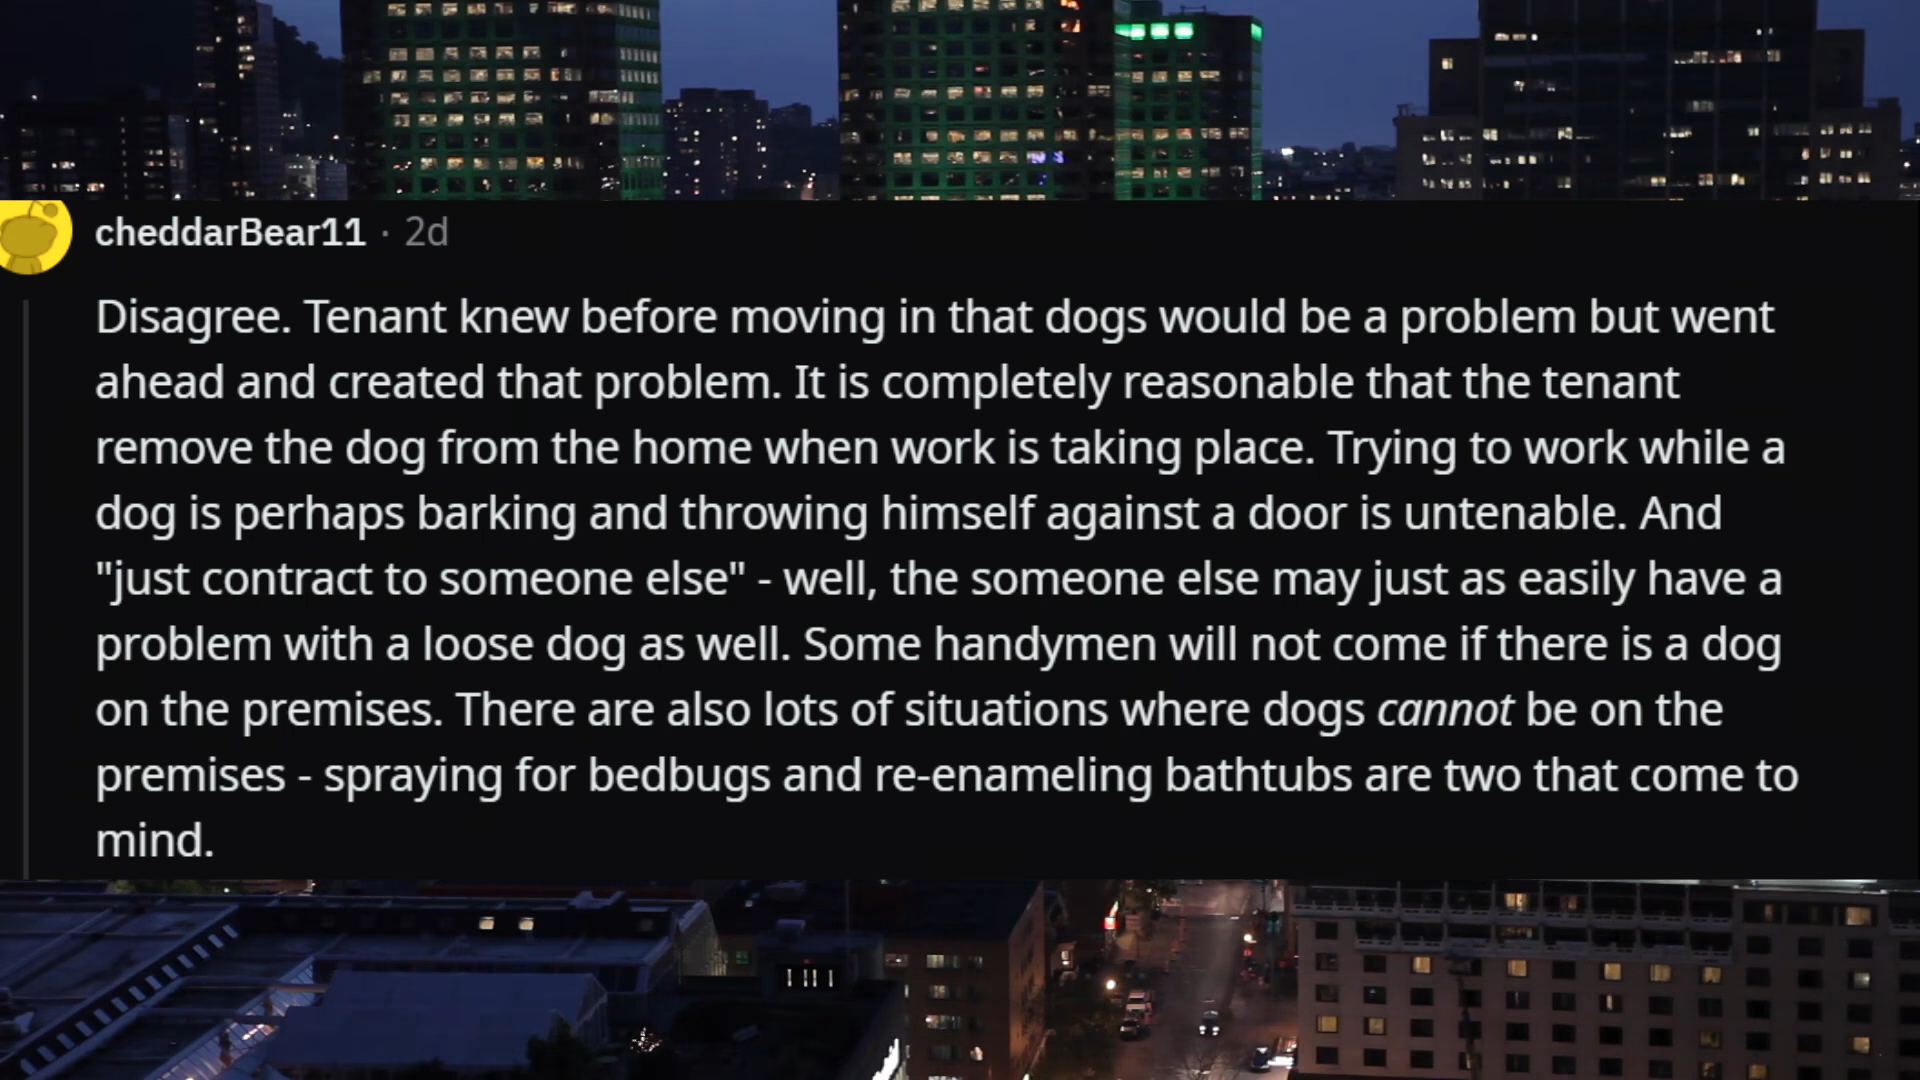 cheddarBear11 · 2d
Disagree. Tenant knew before moving in that dogs would be a problem but went
ahead and created that problem. It is completely reasonable that the tenant
remove the dog from the home when work is taking place. Trying to work while a
dog is perhaps barking and throwing himself against a door is untenable. And
"just contract to someone else" - well, the someone else may just as easily have a
problem with a loose dog as well. Some handymen will not come if there is a dog
on the premises. There are also lots of situations where dogs cannot be on the
premises - spraying for bedbugs and re-enameling bathtubs are two that come to
mind.